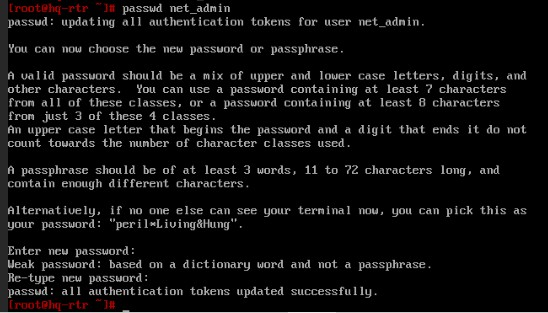 [root@hq-rtr ~]# passwd net_admin
passwd: updating all authentication tokens for user net_admin.
You can now choose the new password or passphrase.
A valid password should be a mix of upper and lower case letters, digits, and
other characters.  You can use a password containing at least 7 characters
from all of these classes, or a password containing at least 8 characters
from just 3 of these 4 classes.
An upper case letter that begins the password and a digit that ends it do not
count towards the number of character classes used.
A passphrase should be of at least 3 words, 11 to 72 characters long, and
contain enough different characters.
Alternatively, if no one else can see your terminal now, you can pick this as
your password: "peril*Living&Hung".
Enter new password:
Weak password: based on a dictionary word and not a passphrase.
Re-type new password:
passwd: all authentication tokens updated successfully.
[root@hq-rtr ~]# _